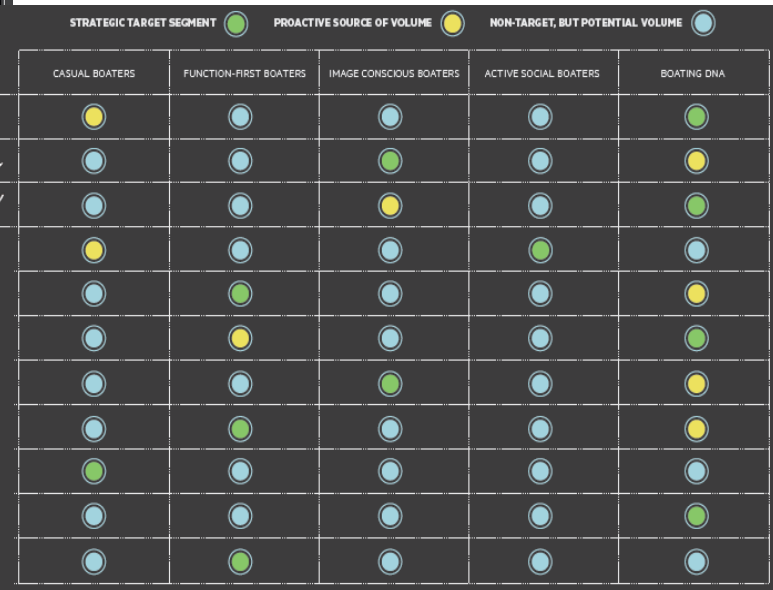 STRATEGIC TARGET SEGMENT PROACTIVE SOURCE OF VOLUME NON-TARGET, BUT POTENTIAL VOLUME
CASUAL BOATERS FUNCTION-FIRST BOATERS IMAGE CONSCIOUS BOATERS ACTIVE SOCIAL BOATERS BOATING DNA